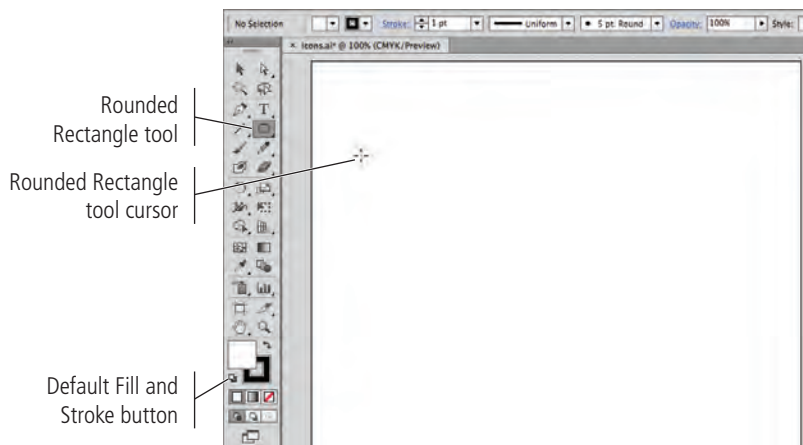 No Selection Stroke: 1 pt Uniform 5 pt. Round Opacity: 100% Style:
× Icons.ai* @ 100% (CMYK/Preview)
Rounded
Rectangle tool
Rounded Rectangle
tool cursor
Default Fill and
Stroke button